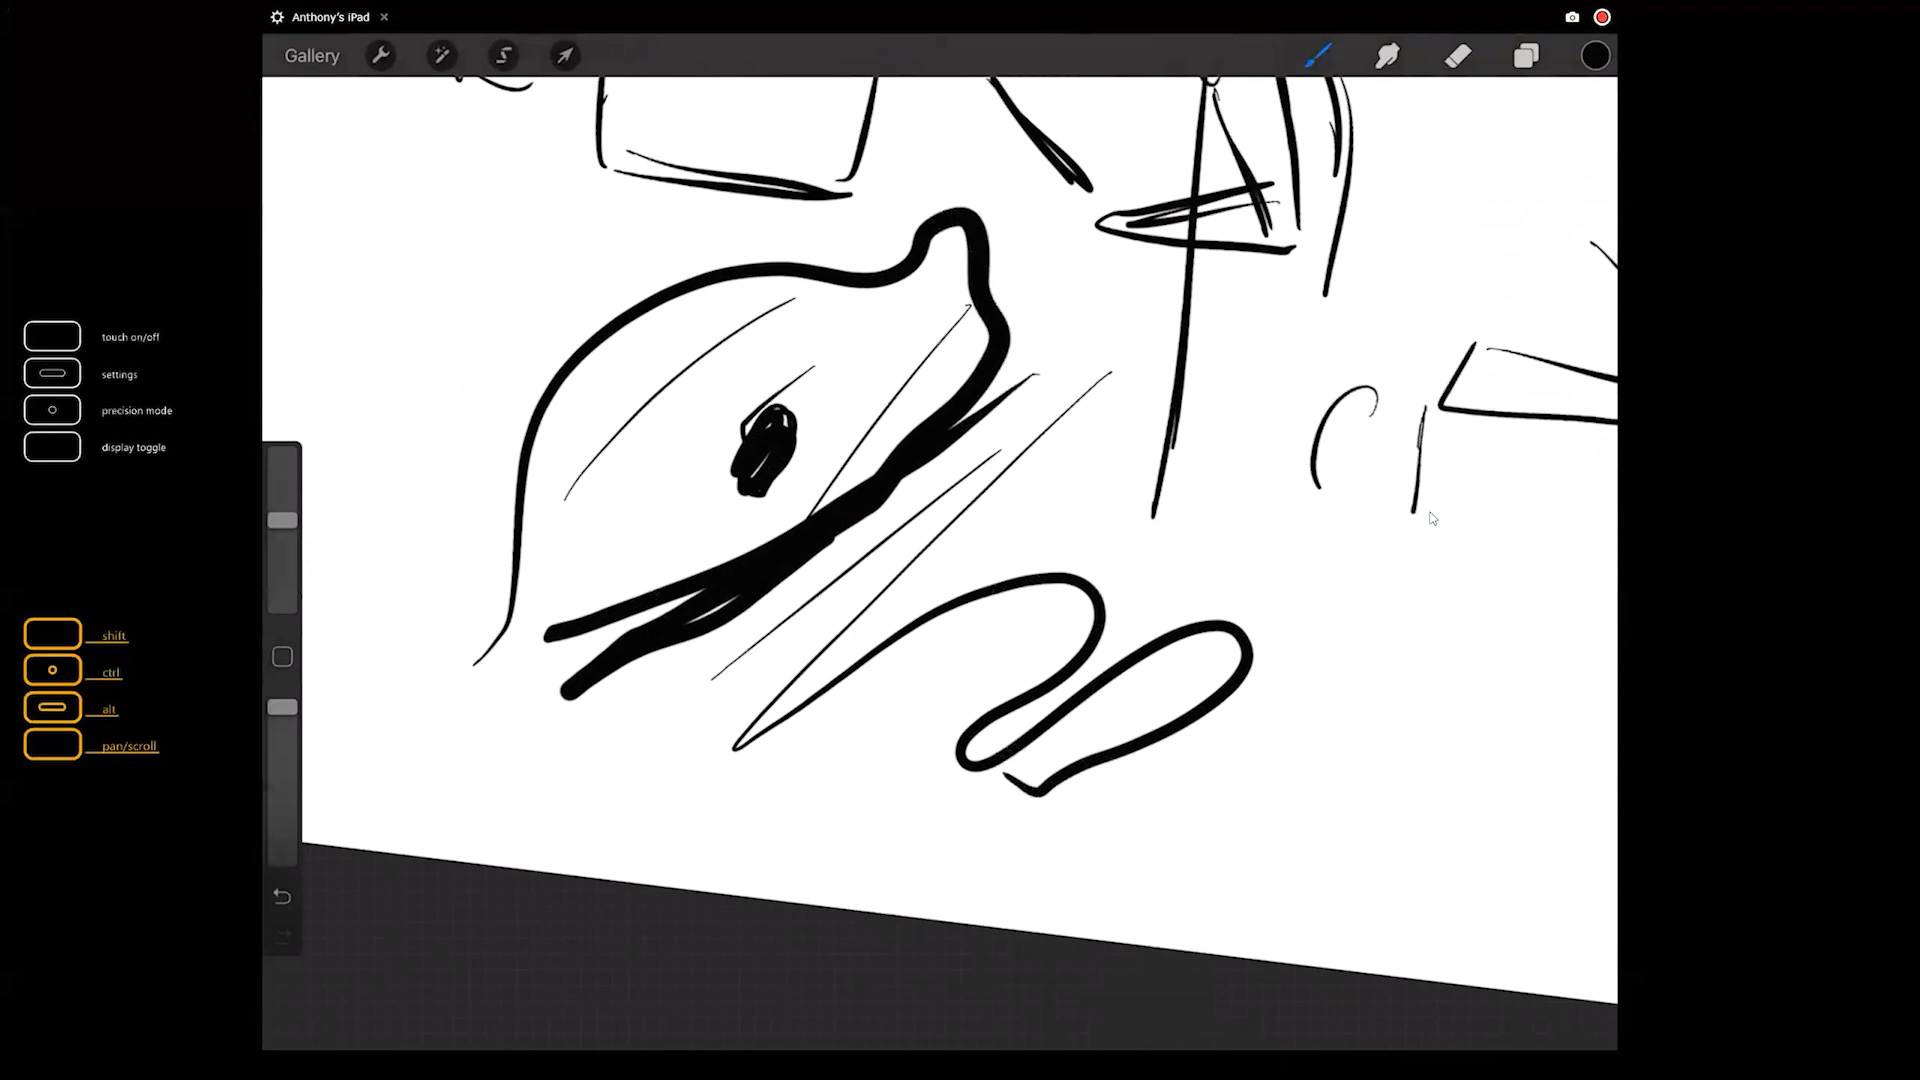 Anthony's iPad
Gallery
touch on/off
settings
precision mode
display toggle
shift
ctrl
alt
pan/scroll